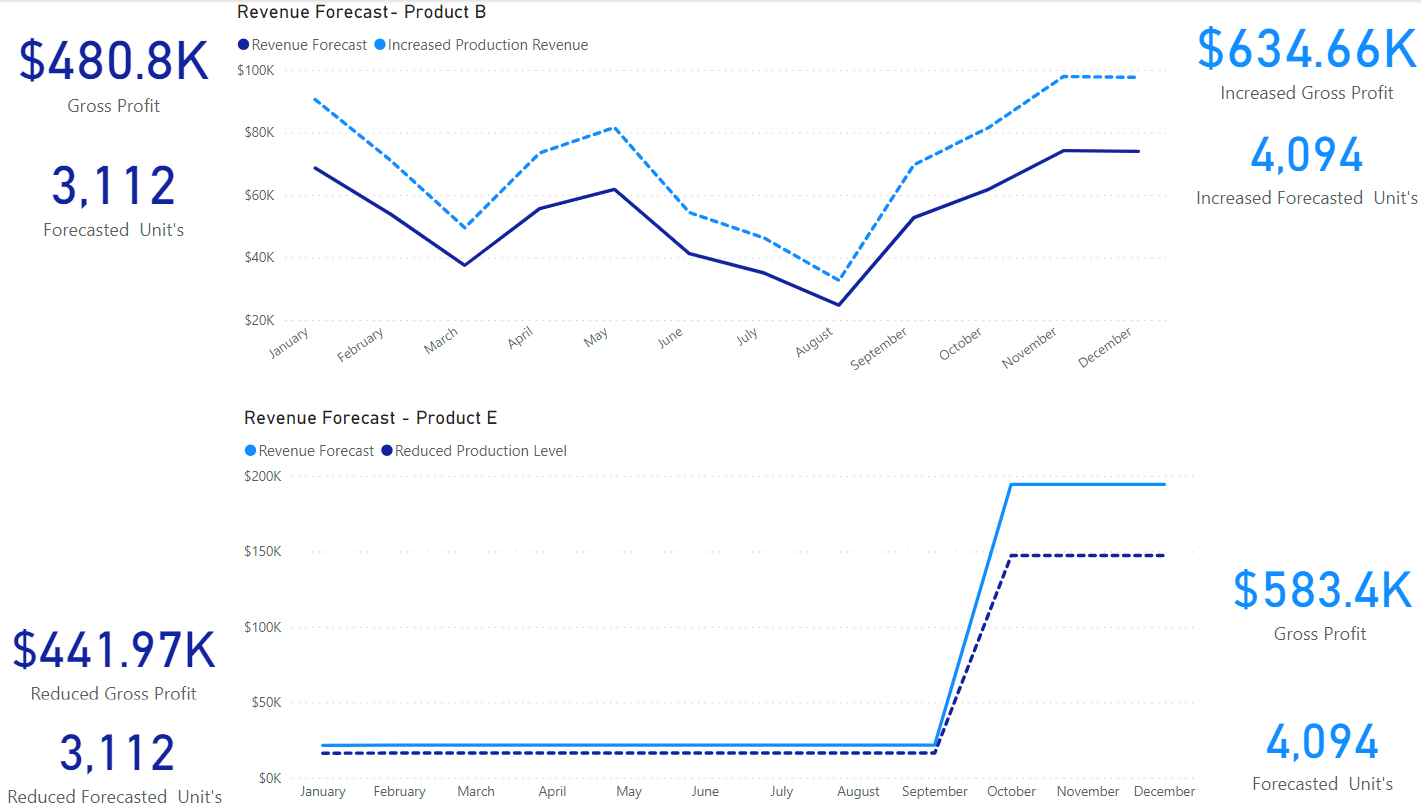 Revenue Forecast- Product B
Revenue Forecast Increased Production Revenue
$480.8K
Gross Profit
3,112
Forecasted Unit's
$100K
$80K
$60K
$40K
$20K
January February March April May June July August September October November December
$634.66K
Increased Gross Profit
4,094
Increased Forecasted Unit's
Revenue Forecast - Product E
Revenue Forecast Reduced Production Level
$200K
$150K
$100K
$50K
$0K
January February March April May June July August September October November December
$441.97K
Reduced Gross Profit
3,112
Reduced Forecasted Unit's
$583.4K
Gross Profit
4,094
Forecasted Unit's